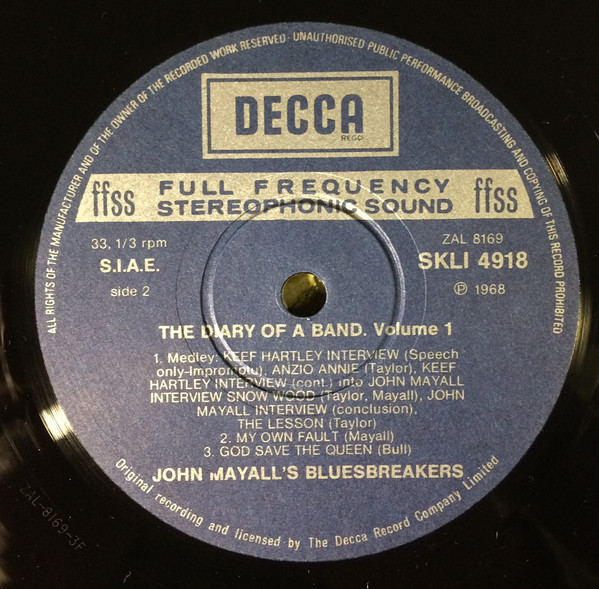 ALL RIGHTS OF THE MANUFACTURER AND OF THE OWNER OF THE RECORDED WORK RESERVED · UNAUTHORISED PUBLIC PERFORMANCE BROADCASTING AND COPYING OF THIS RECORD PROHIBITED
DECCA
REGD
ffss FULL FREQUENCY STEREOPHONIC SOUND ffss
33, 1/3 rpm
S.I.A.E.
side 2
ZAL 8169
SKLI 4918
℗ 1968
THE DIARY OF A BAND. Volume 1
1. Medley: KEEF HARTLEY INTERVIEW (Speech
only-Impromptu), ANZIO ANNIE (Taylor), KEEF
HARTLEY INTERVIEW (cont.) into JOHN MAYALL
INTERVIEW SNOW WOOD (Taylor, Mayall), JOHN
MAYALL INTERVIEW (conclusion),
THE LESSON (Taylor)
2. MY OWN FAULT (Mayall)
3. GOD SAVE THE QUEEN (Bull)
JOHN MAYALL'S BLUESBREAKERS
Original recording and licensed by The Decca Record Company Limited
ZAL-8169-3F